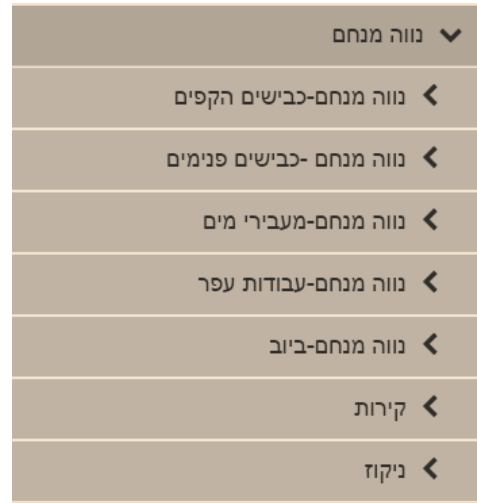 נווה מנחם
נווה מנחם-כבישים הקפים
נווה מנחם -כבישים פנימים
נווה מנחם-מעבירי מים
נווה מנחם-עבודות עפר
נווה מנחם-ביוב
קירות
ניקוז